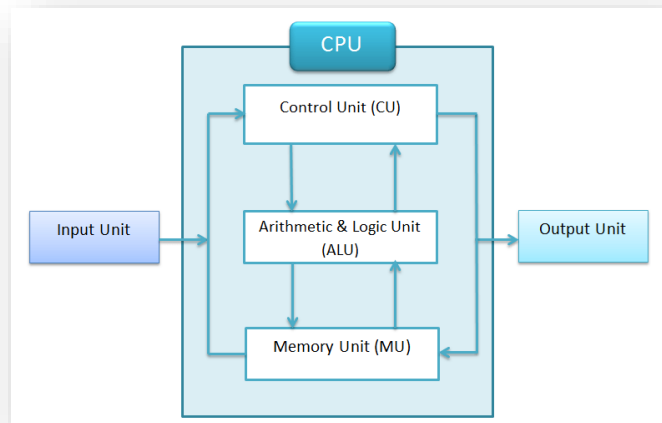 CPU
Control Unit (CU)
Input Unit
Arithmetic & Logic Unit
(ALU)
Output Unit
Memory Unit (MU)